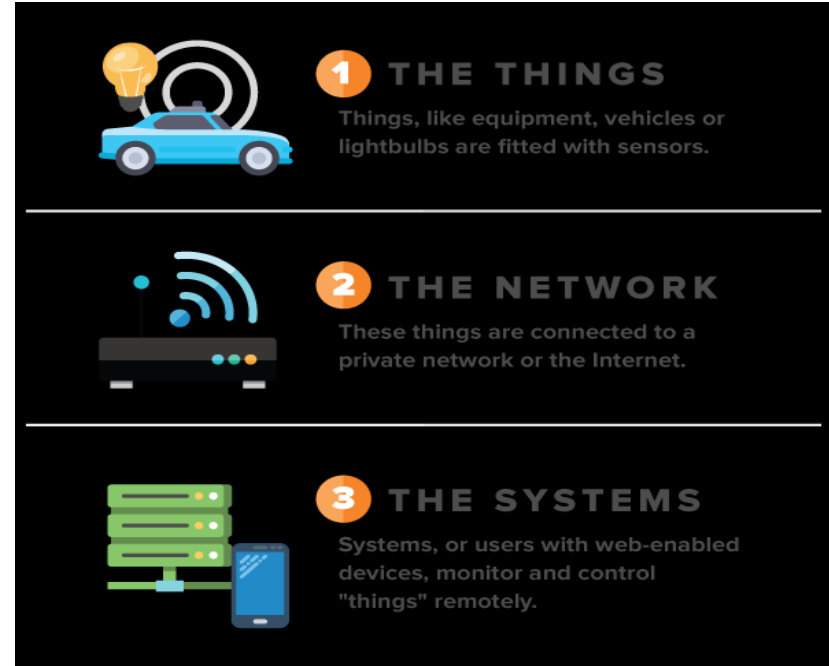 1 THE THINGS
Things, like equipment, vehicles or
lightbulbs are fitted with sensors.
2 THE NETWORK
These things are connected to a
private network or the Internet.
3 THE SYSTEMS
Systems, or users with web-enabled
devices, monitor and control
"things" remotely.